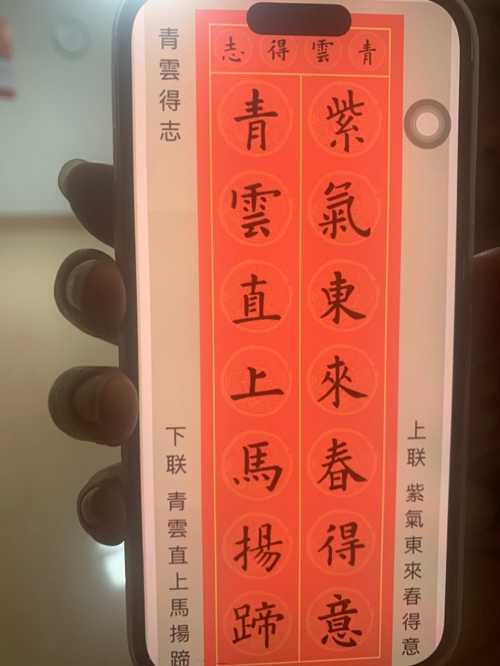 青雲得志
紫氣東來春得意
青雲直上馬揚蹄
上联 紫氣東來春得意
青雲得志
下联 青雲直上馬揚蹄